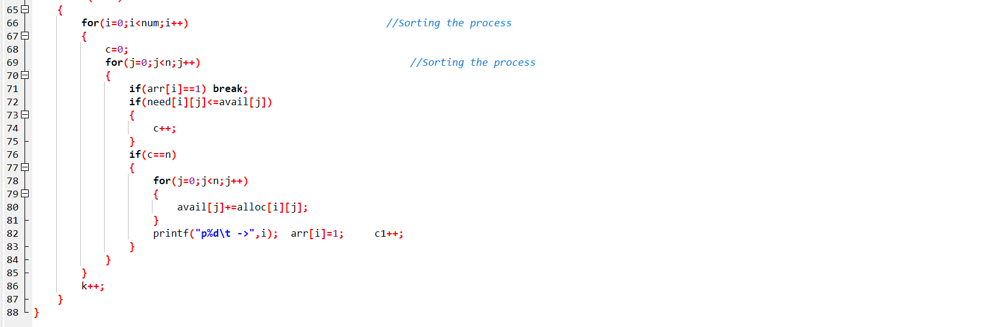 65 {
66 for(i=0;i<num;i++) //Sorting the process
67 {
68 c=0;
69 for(j=0;j<n;j++) //Sorting the process
70 {
71 if(arr[i]==1) break;
72 if(need[i][j]<=avail[j])
73 {
74 c++;
75 }
76 if(c==n)
77 {
78 for(j=0;j<n;j++)
79 {
80 avail[j]+=alloc[i][j];
81 }
82 printf("p%d\t ->",i); arr[i]=1; c1++;
83 }
84 }
85 }
86 k++;
87 }
88 }